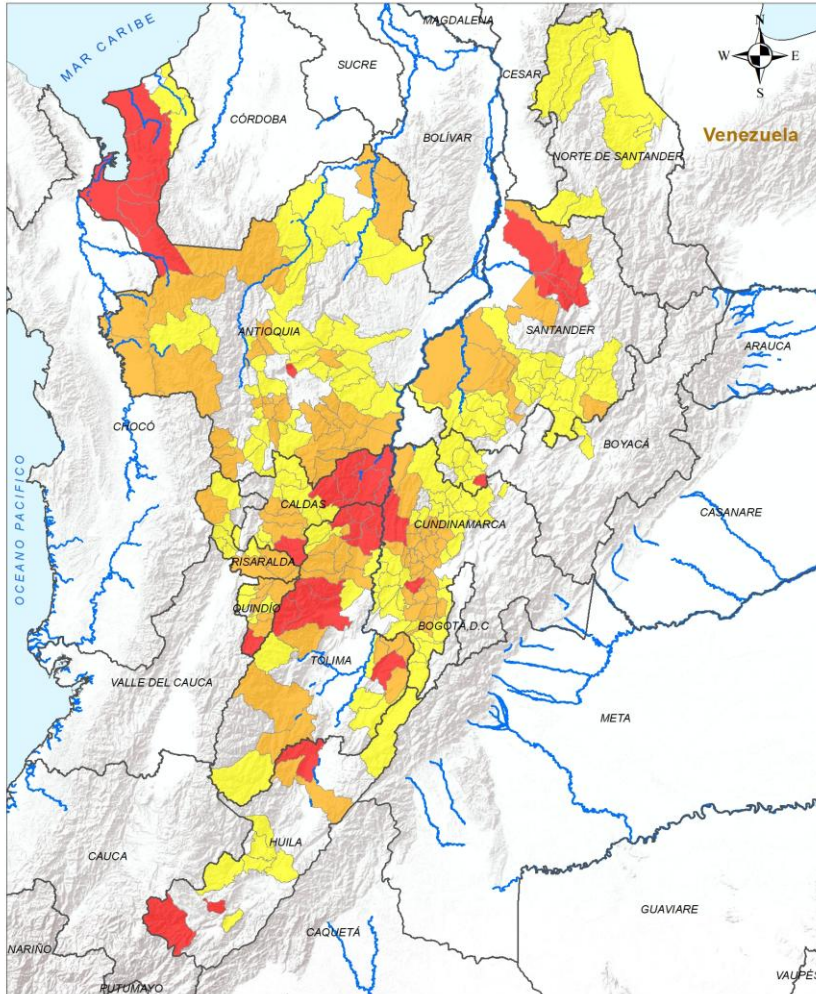 MAGDALENA
MAR CARIBE
N
W
E
S
SUCRE
CESAR
CÓRDOBA
BOLÍVAR
Venezuela
NORTE DE SANTANDER
ANTIOQUIA
SANTANDER
ARAUCA
CHOCÓ
BOYACÁ
OCEANO PACIFICO
CALDAS
CUNDINAMARCA
CASANARE
RISARALDA
QUINDÍO
BOGOTÁ, D.C
TOLIMA
VALLE DEL CAUCA
META
HUILA
CAUCA
GUAVIARE
CAQUETÁ
NARIÑO
PUTUMAYO
VAUPÉS